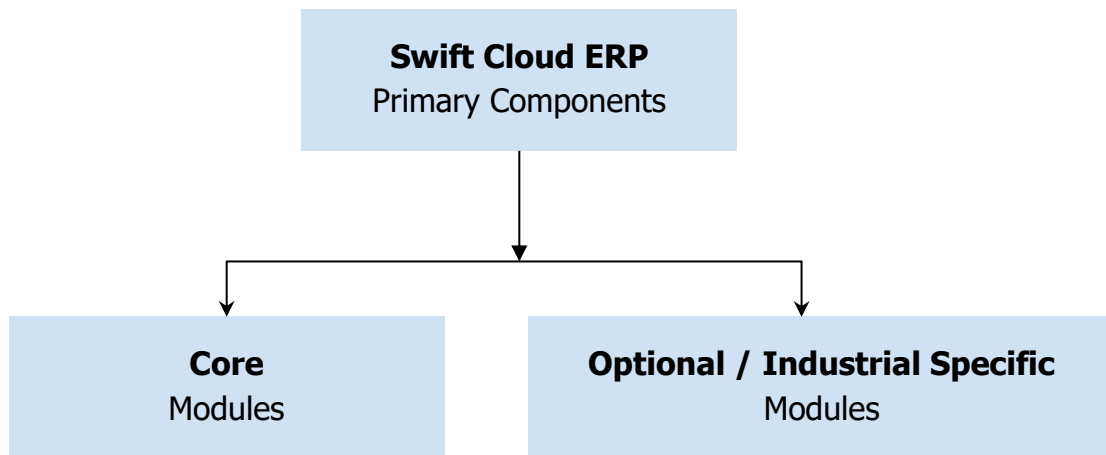 Swift Cloud ERP
Primary Components
Core
Modules
Optional / Industrial Specific
Modules